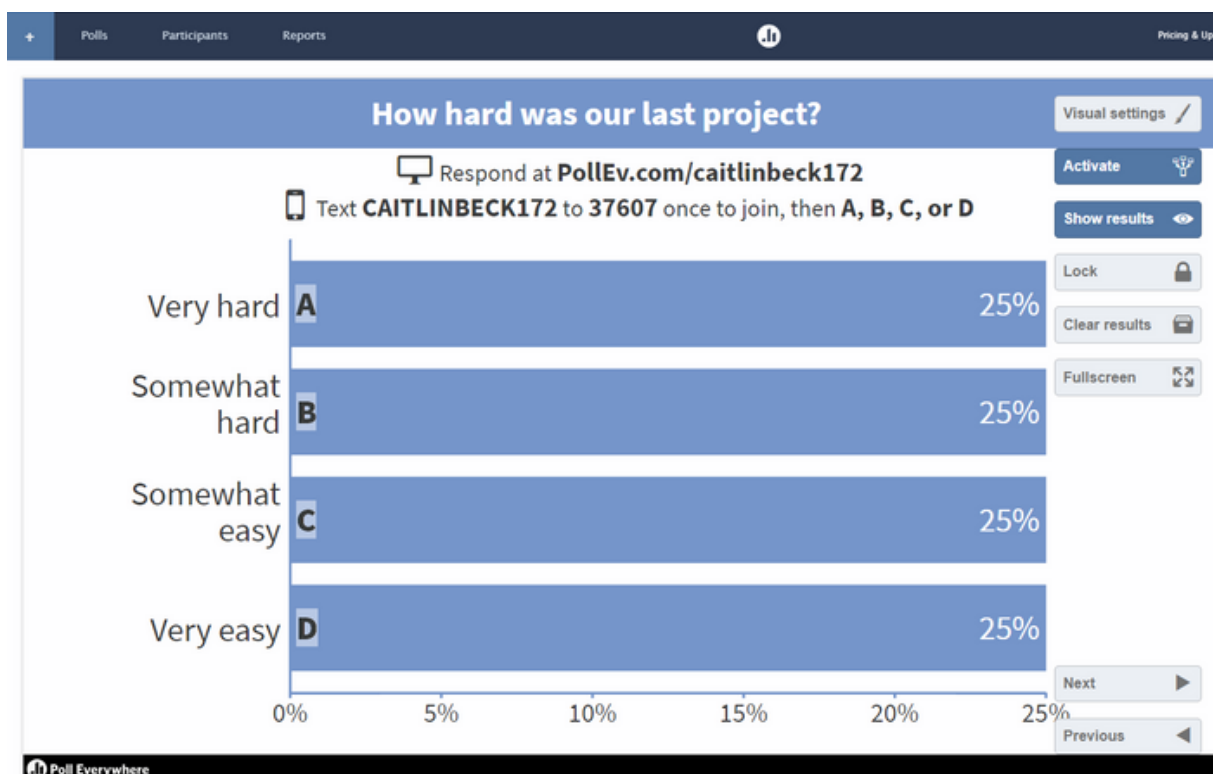 + Polls Participants Reports Pricing & Up
How hard was our last project?
Visual settings
Respond at PollEv.com/caitlinbeck172
Activate
Text CAITLINBECK172 to 37607 once to join, then A, B, C, or D
Show results
Lock
Very hard A 25%
Clear results
Fullscreen
Somewhat
hard B 25%
Somewhat
easy C 25%
Very easy D 25%
Next
0% 5% 10% 15% 20% 25%
Previous
Poll Everywhere